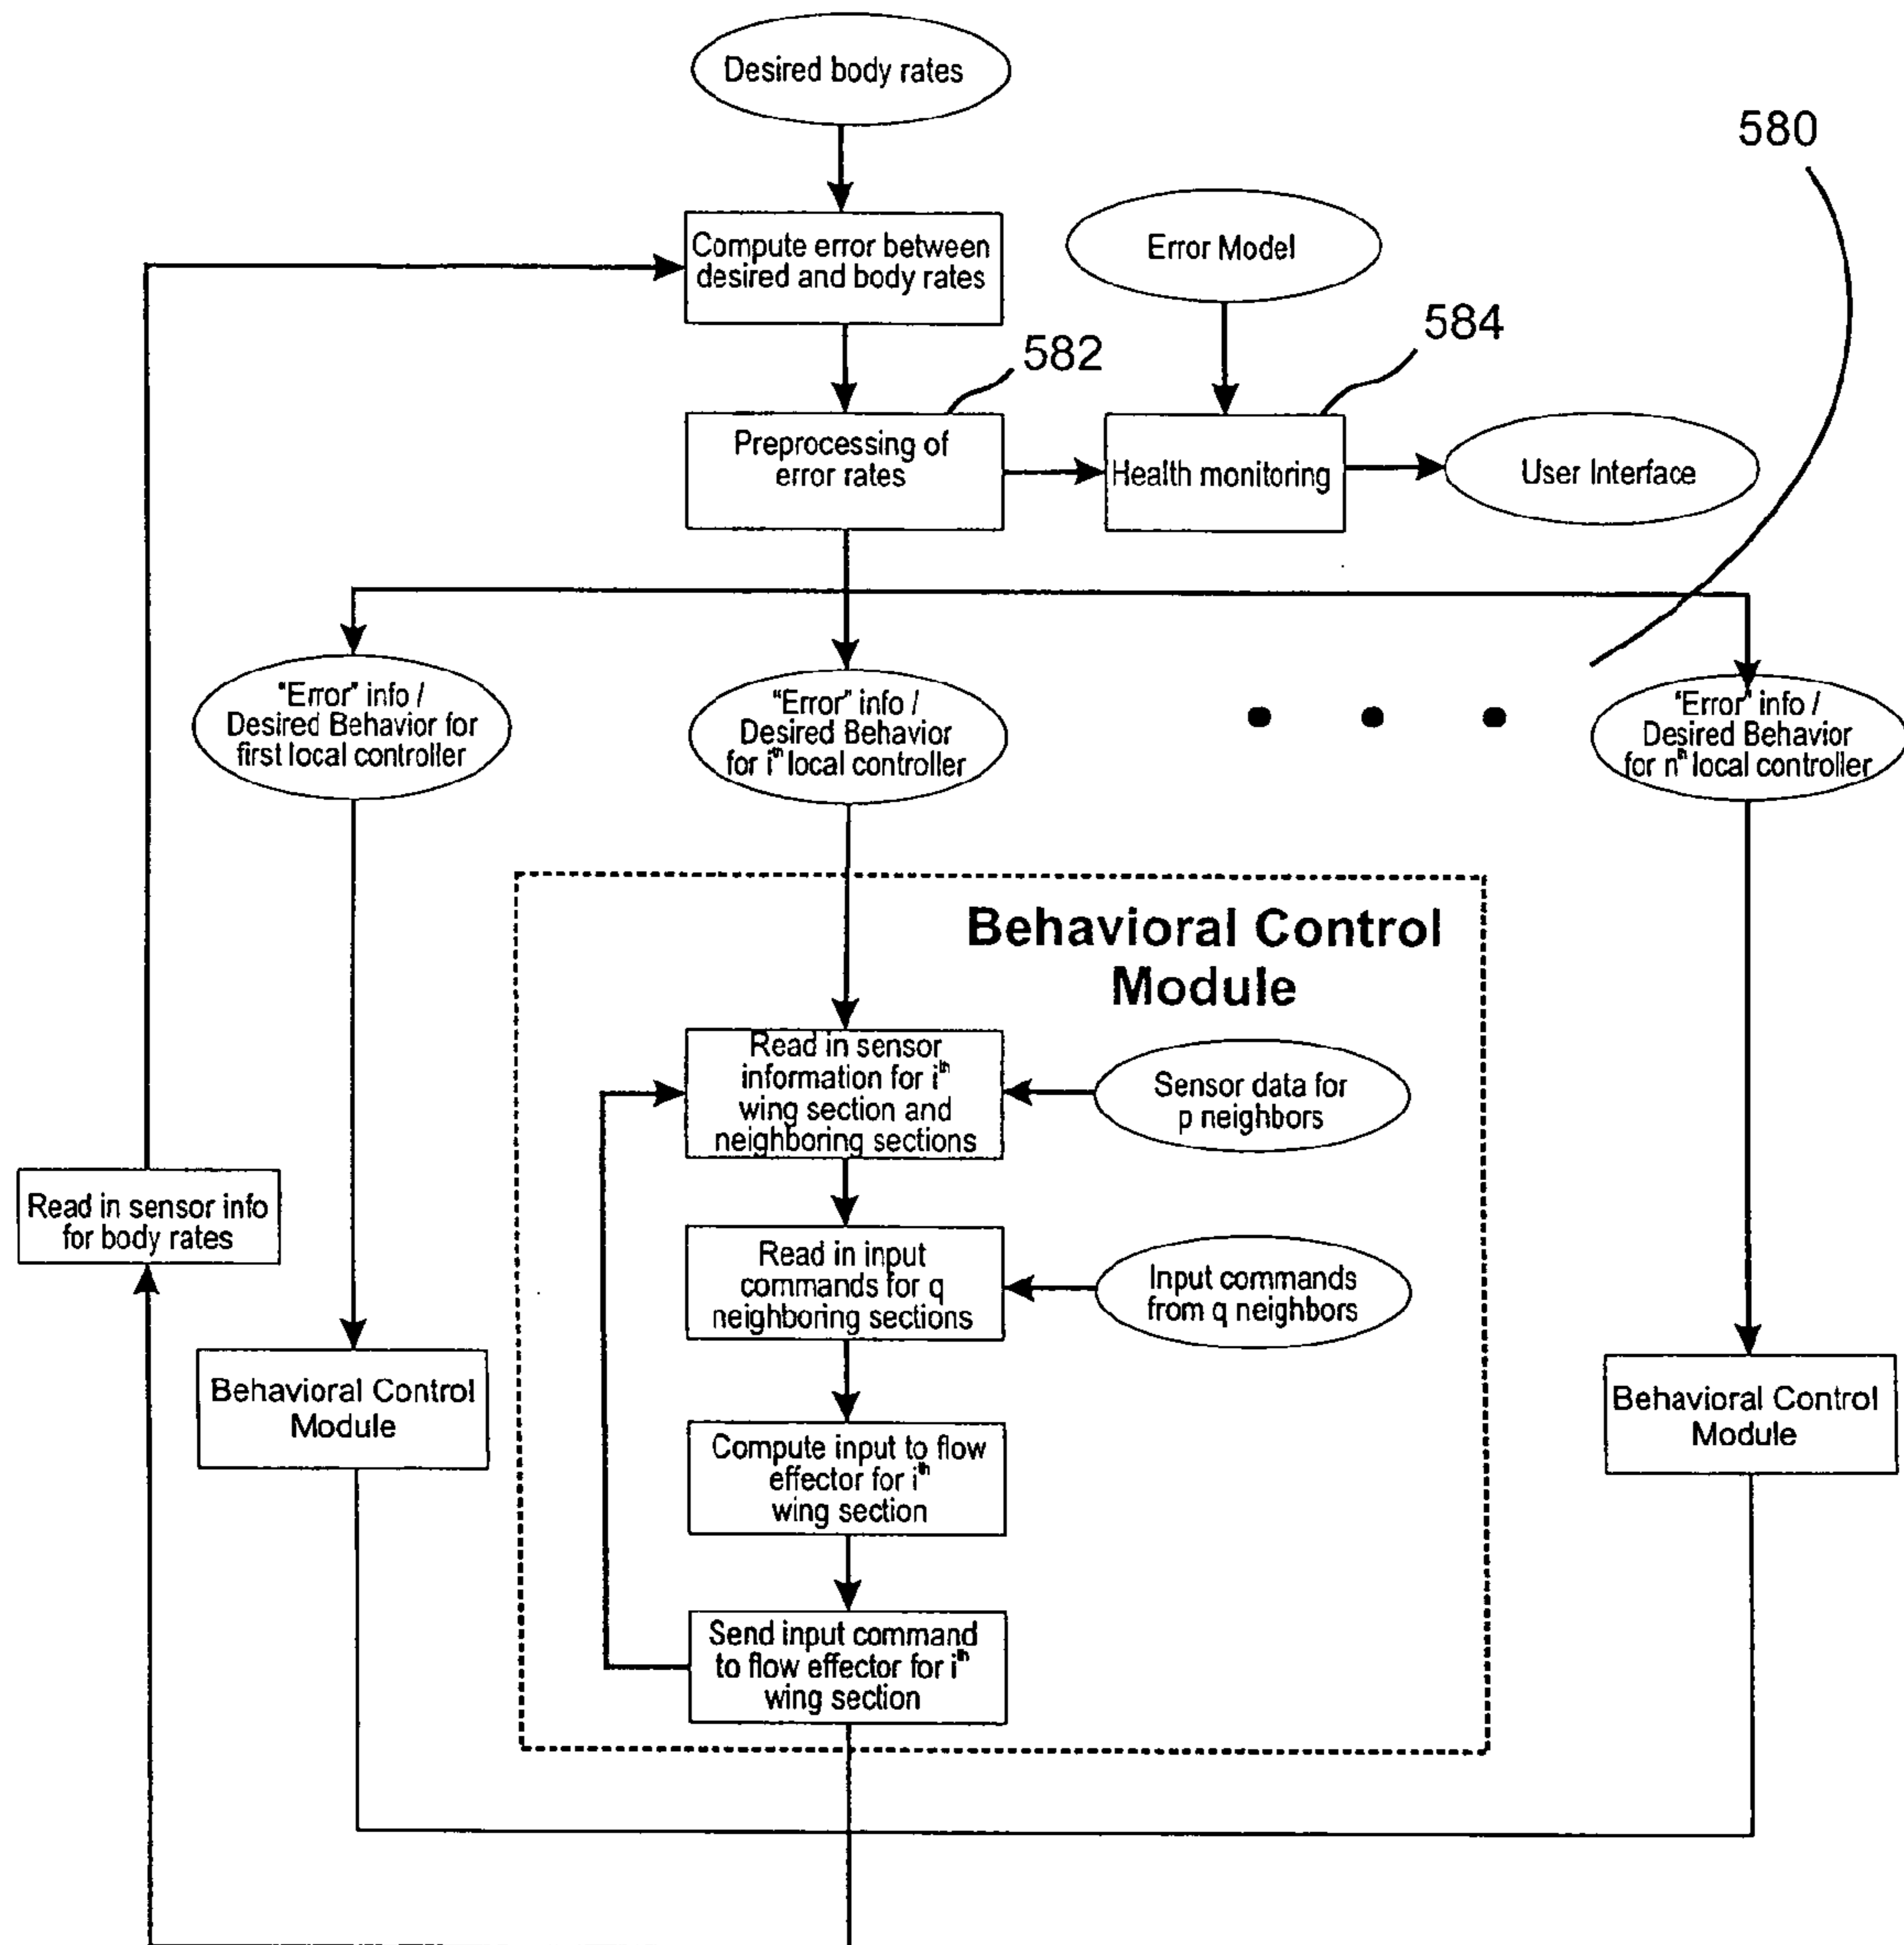 Desired body rates
580
Compute error between
desired and body rates
Error Model
584
582
Preprocessing of
error rates
Health monitoring
User Interface
"Error" info /
Desired Behavior for
first local controller
"Error" info /
Desired Behavior
for iᵗʰ local controller
"Error" info /
Desired Behavior
for nᵗʰ local controller
Behavioral Control
Module
Read in sensor
information for iᵗʰ
wing section and
neighboring sections
Sensor data for
p neighbors
Read in sensor info
for body rates
Read in input
commands for q
neighboring sections
Input commands
from q neighbors
Behavioral Control
Module
Behavioral Control
Module
Compute input to flow
effector for iᵗʰ
wing section
Send input command
to flow effector for iᵗʰ
wing section